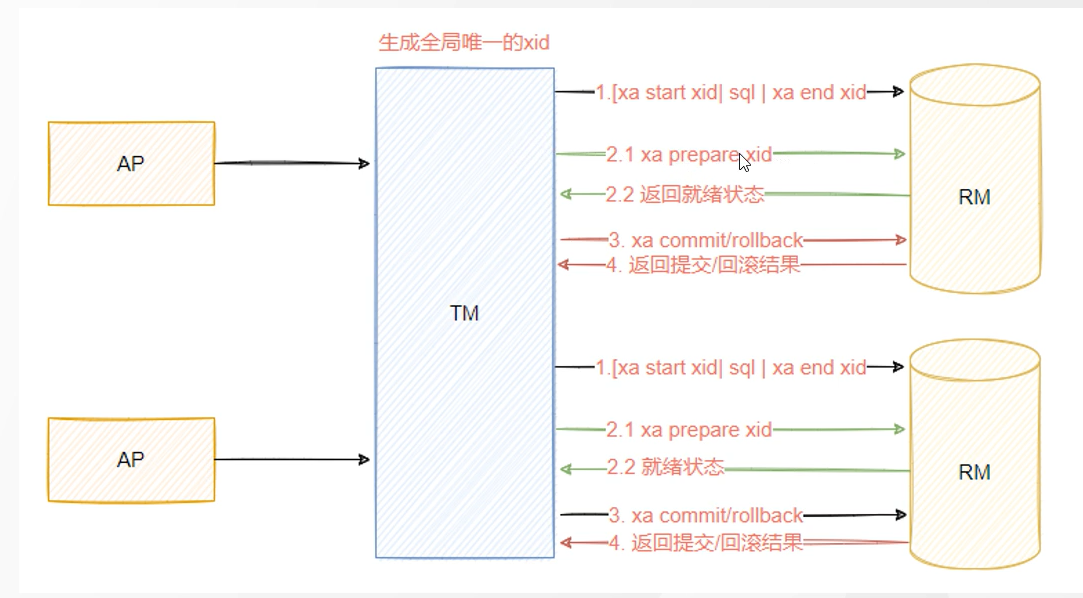 生成全局唯一的xid
AP
TM
1.[xa start xid| sql | xa end xid
2.1 xa prepare xid
2.2 返回就绪状态
3. xa commit/rollback
4. 返回提交/回滚结果
RM
AP
1.[xa start xid| sql | xa end xid
2.1 xa prepare xid
2.2 就绪状态
3. xa commit/rollback
4. 返回提交/回滚结果
RM